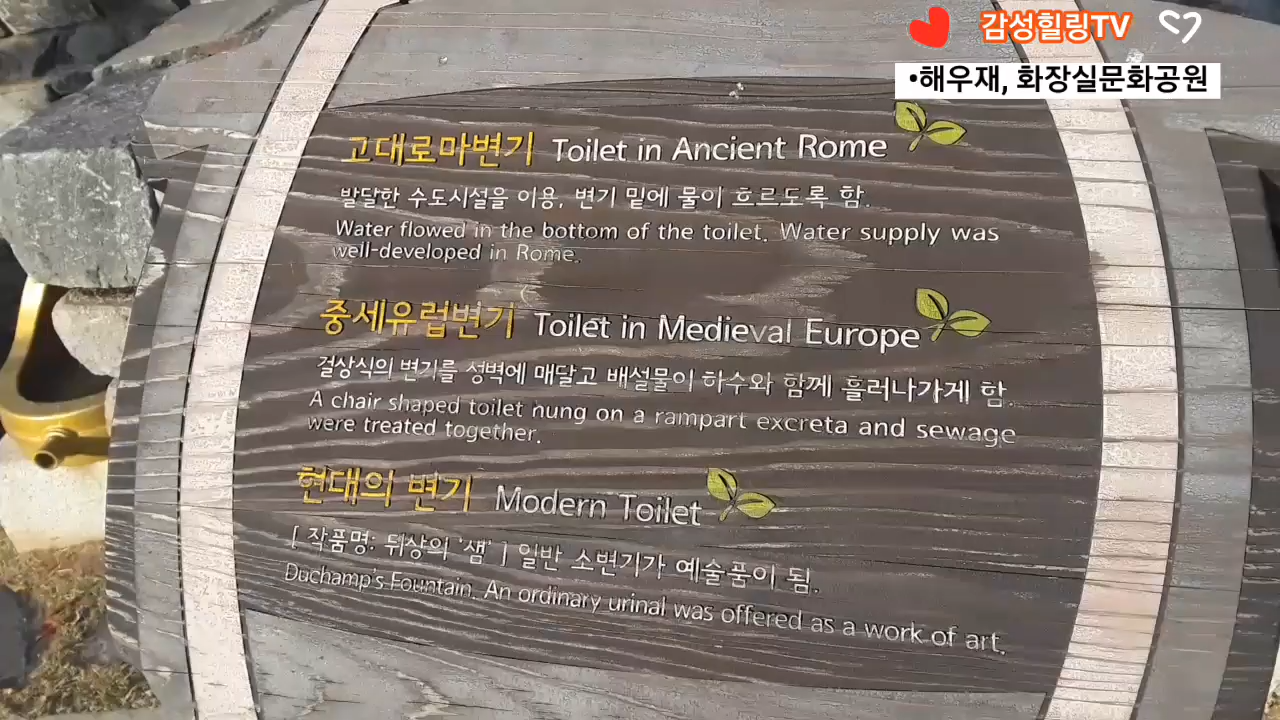 감성힐링TV
•해우재, 화장실문화공원
고대로마변기 Toilet in Ancient Rome
발달한 수도시설을 이용, 변기 밑에 물이 흐르도록 함.
Water flowed in the bottom of the toilet. Water supply was
well-developed in Rome.
중세유럽변기 Toilet in Medieval Europe
걸상식의 변기를 성벽에 매달고 배설물이 하수와 함께 흘러나가게 함.
A chair shaped toilet hung on a rampart excreta and sewage
were treated together.
현대의 변기 Modern Toilet
[ 작품명: 뒤샹의 '샘' ] 일반 소변기가 예술품이 됨.
Duchamp's Fountain. An ordinary urinal was offered as a work of art.